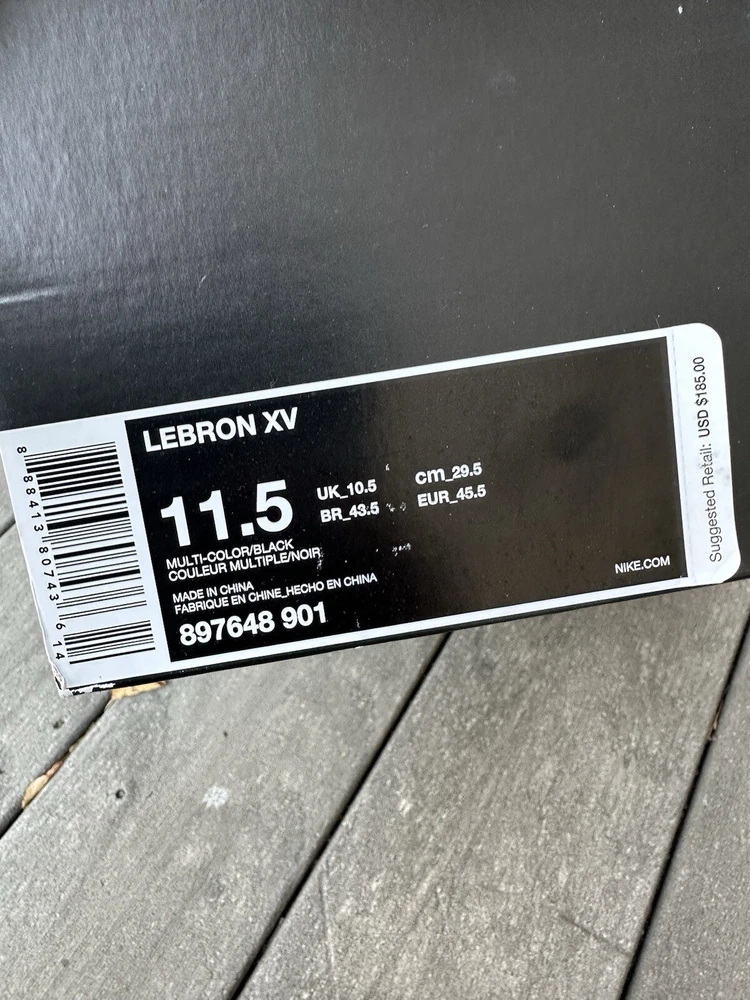 LEBRON XV
11.5
UK_10.5 cm_29.5
BR_43.5 EUR_45.5
MULTI-COLOR/BLACK
COULEUR MULTIPLE/NOIR
MADE IN CHINA
FABRIQUE EN CHINE_HECHO EN CHINA
897648 901
NIKE.COM
8 88413 80743 6 14
Suggested Retail: USD $185.00